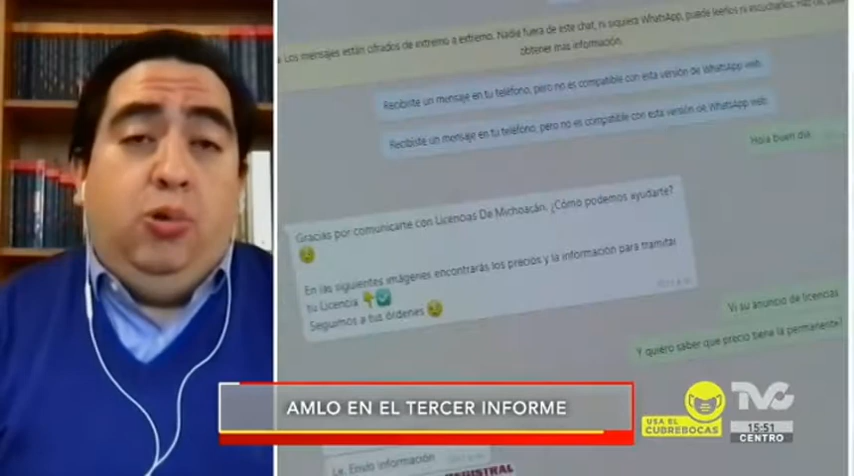 Los mensajes están cifrados de extremo a extremo. Nadie fuera de este chat, ni siquiera WhatsApp, puede leerlos ni escucharlos.
obtener más información.
Recibiste un mensaje en tu teléfono, pero no es compatible con esta versión de WhatsApp web.
Recibiste un mensaje en tu teléfono, pero no es compatible con esta versión de WhatsApp web.
Hola buen día
Gracias por comunicarte con Licencias De Michoacán. ¿Cómo podemos ayudarte?
😉
En las siguientes imágenes encontrarás los precios y la información para tramitar
tu Licencia 👇✅
Seguimos a tus órdenes 😉
Vi su anuncio de licencias
Y quiero saber que precio tiene la permanente?
AMLO EN EL TERCER INFORME
USA EL
CUBREBOCAS
TVC
15:51
CENTRO
Envío información
REGISTRAL